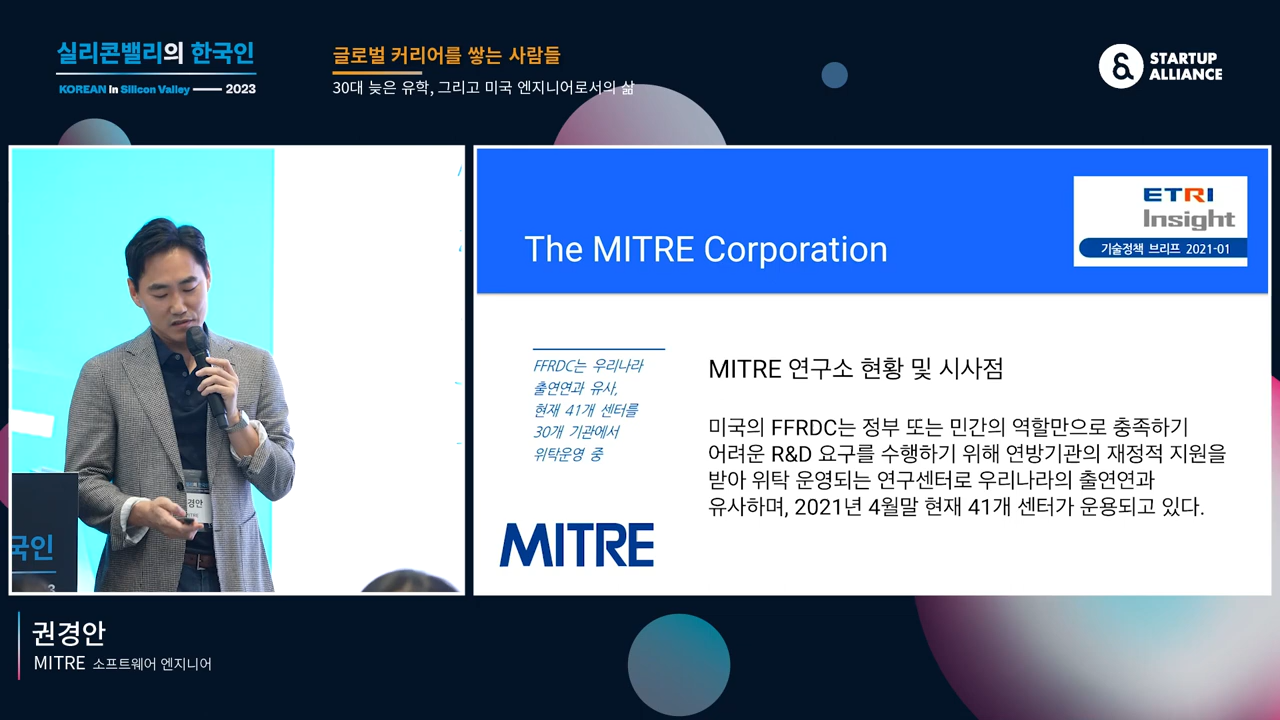 실리콘밸리의 한국인
KOREAN In Silicon Valley 2023
글로벌 커리어를 쌓는 사람들
30대 늦은 유학, 그리고 미국 엔지니어로서의 삶
STARTUP
ALLIANCE
The MITRE Corporation
ETRI
Insight
기술정책 브리프 2021-01
FFRDC는 우리나라
출연연과 유사,
현재 41개 센터를
30개 기관에서
위탁운영 중
MITRE
MITRE 연구소 현황 및 시사점
미국의 FFRDC는 정부 또는 민간의 역할만으로 충족하기
어려운 R&D 요구를 수행하기 위해 연방기관의 재정적 지원을
받아 위탁 운영되는 연구센터로 우리나라의 출연연과
유사하며, 2021년 4월말 현재 41개 센터가 운용되고 있다.
경안
국인
3
권경안
MITRE 소프트웨어 엔지니어